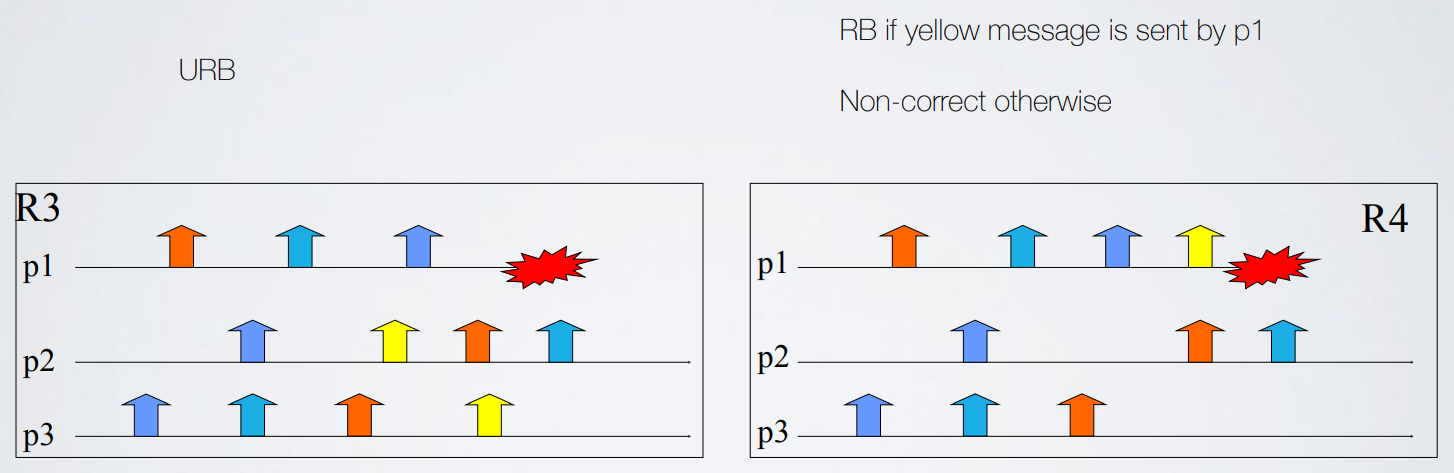 URB
RB if yellow message is sent by p1
Non-correct otherwise
R3
p1
p2
p3
R4
p1
p2
p3